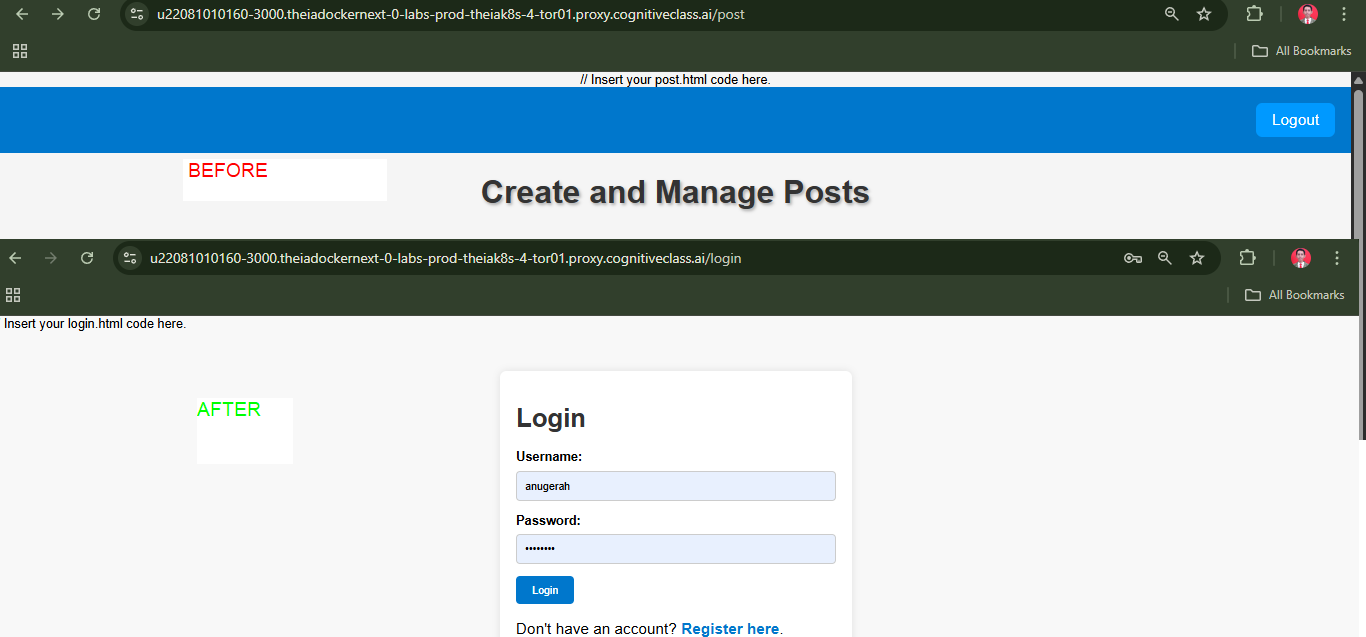 u22081010160-3000.theiadockernext-0-labs-prod-theiak8s-4-tor01.proxy.cognitiveclass.ai/post
All Bookmarks
// Insert your post.html code here.
Logout
BEFORE
Create and Manage Posts
u22081010160-3000.theiadockernext-0-labs-prod-theiak8s-4-tor01.proxy.cognitiveclass.ai/login
All Bookmarks
Insert your login.html code here.
AFTER
Login
Username:
anugerah
Password:
••••••••
Login
Don't have an account? Register here.